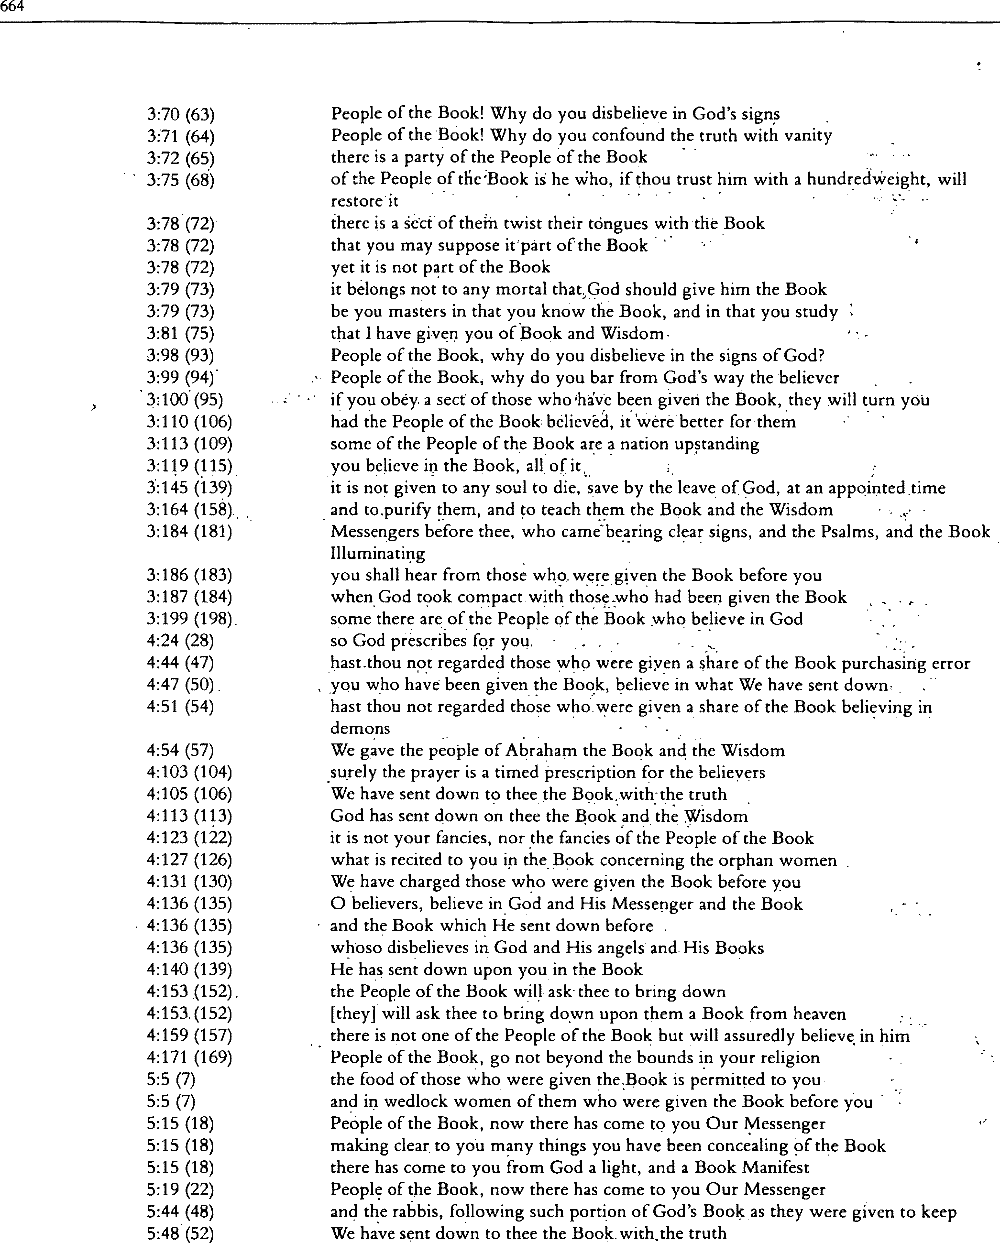 664
3:70 (63) People of the Book! Why do you disbelieve in God's signs
3:71 (64) People of the Book! Why do you confound the truth with vanity
3:72 (65) there is a party of the People of the Book
3:75 (68) of the People of the Book is he who, if thou trust him with a hundredweight, will
restore it
3:78 (72) there is a sect of them twist their tongues with the Book
3:78 (72) that you may suppose it part of the Book
3:78 (72) yet it is not part of the Book
3:79 (73) it belongs not to any mortal that God should give him the Book
3:79 (73) be you masters in that you know the Book, and in that you study
3:81 (75) that I have given you of Book and Wisdom
3:98 (93) People of the Book, why do you disbelieve in the signs of God?
3:99 (94) People of the Book, why do you bar from God's way the believer
3:100 (95) if you obey a sect of those who have been given the Book, they will turn you
3:110 (106) had the People of the Book believed, it were better for them
3:113 (109) some of the People of the Book are a nation upstanding
3:119 (115) you believe in the Book, all of it
3:145 (139) it is not given to any soul to die, save by the leave of God, at an appointed time
3:164 (158) and to purify them, and to teach them the Book and the Wisdom
3:184 (181) Messengers before thee, who came bearing clear signs, and the Psalms, and the Book
Illuminating
3:186 (183) you shall hear from those who were given the Book before you
3:187 (184) when God took compact with those who had been given the Book
3:199 (198) some there are of the People of the Book who believe in God
4:24 (28) so God prescribes for you
4:44 (47) hast thou not regarded those who were given a share of the Book purchasing error
4:47 (50) you who have been given the Book, believe in what We have sent down
4:51 (54) hast thou not regarded those who were given a share of the Book believing in
demons
4:54 (57) We gave the people of Abraham the Book and the Wisdom
4:103 (104) surely the prayer is a timed prescription for the believers
4:105 (106) We have sent down to thee the Book with the truth
4:113 (113) God has sent down on thee the Book and the Wisdom
4:123 (122) it is not your fancies, nor the fancies of the People of the Book
4:127 (126) what is recited to you in the Book concerning the orphan women
4:131 (130) We have charged those who were given the Book before you
4:136 (135) O believers, believe in God and His Messenger and the Book
4:136 (135) and the Book which He sent down before
4:136 (135) whoso disbelieves in God and His angels and His Books
4:140 (139) He has sent down upon you in the Book
4:153 (152) the People of the Book will ask thee to bring down
4:153 (152) [they] will ask thee to bring down upon them a Book from heaven
4:159 (157) there is not one of the People of the Book but will assuredly believe in him
4:171 (169) People of the Book, go not beyond the bounds in your religion
5:5 (7) the food of those who were given the Book is permitted to you
5:5 (7) and in wedlock women of them who were given the Book before you
5:15 (18) People of the Book, now there has come to you Our Messenger
5:15 (18) making clear to you many things you have been concealing of the Book
5:15 (18) there has come to you from God a light, and a Book Manifest
5:19 (22) People of the Book, now there has come to you Our Messenger
5:44 (48) and the rabbis, following such portion of God's Book as they were given to keep
5:48 (52) We have sent down to thee the Book with the truth